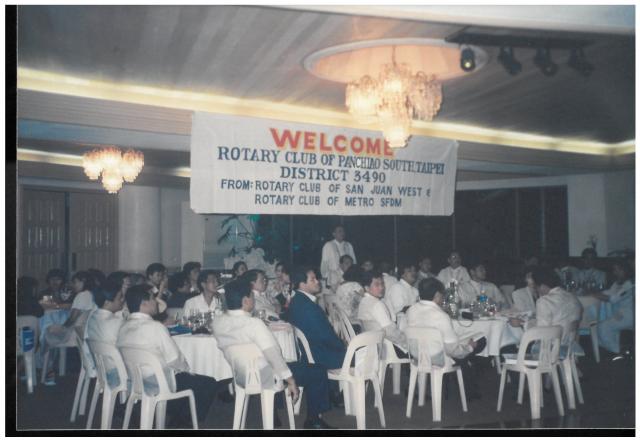 WELCOME
ROTARY CLUB OF PANCHIAO SOUTH, TAIPEI
DISTRICT 3490
FROM: ROTARY CLUB OF SAN JUAN WEST &
ROTARY CLUB OF METRO SFDM